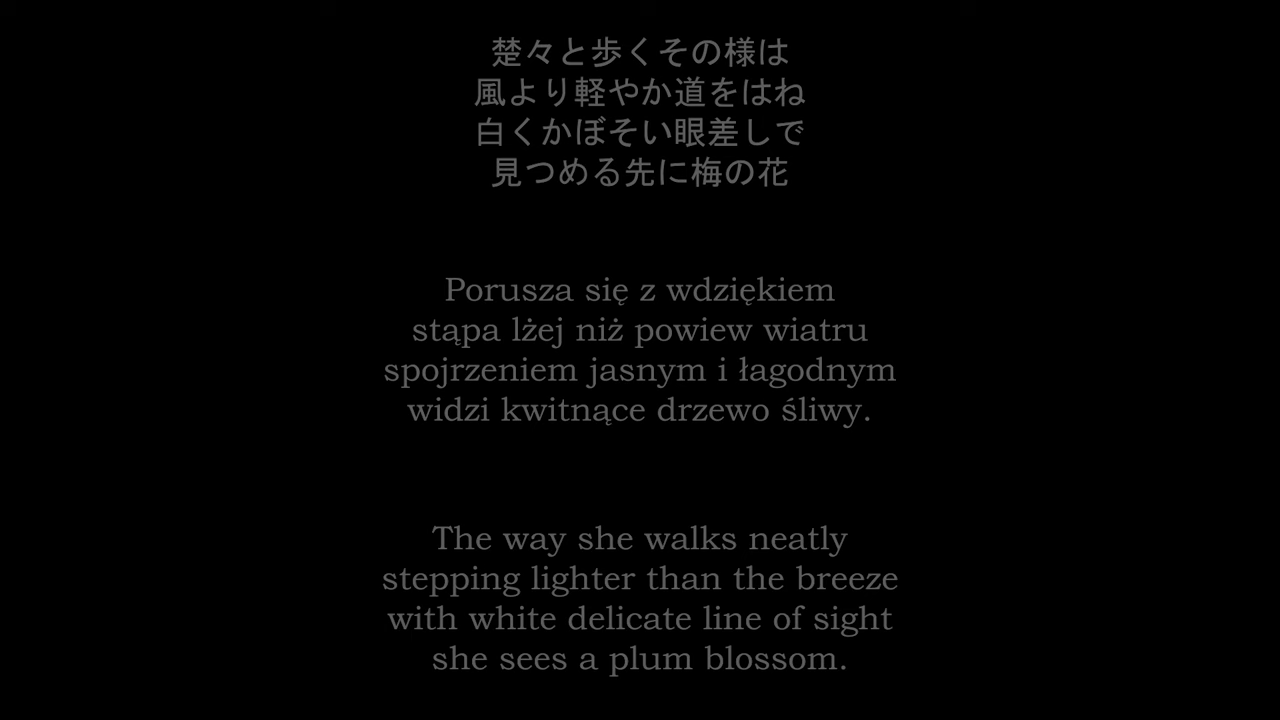 楚々と歩くその様は
風より軽やか道をはね
白くかぼそい眼差しで
見つめる先に梅の花
Porusza się z wdziękiem
stąpa lżej niż powiew wiatru
spojrzeniem jasnym i łagodnym
widzi kwitnące drzewo śliwy.
The way she walks neatly
stepping lighter than the breeze
with white delicate line of sight
she sees a plum blossom.